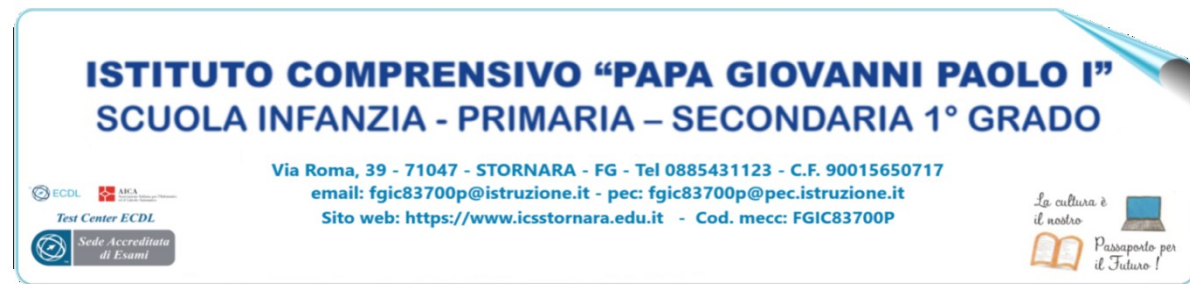 ISTITUTO COMPRENSIVO “PAPA GIOVANNI PAOLO I”
SCUOLA INFANZIA - PRIMARIA – SECONDARIA 1° GRADO
Via Roma, 39 - 71047 - STORNARA - FG - Tel 0885431123 - C.F. 90015650717
email: fgic83700p@istruzione.it - pec: fgic83700p@pec.istruzione.it
Sito web: https://www.icsstornara.edu.it - Cod. mecc: FGIC83700P
ECDL
AICA
Test Center ECDL
Sede Accreditata
di Esami
La cultura è
il nostro
Passaporto per
il Futuro !